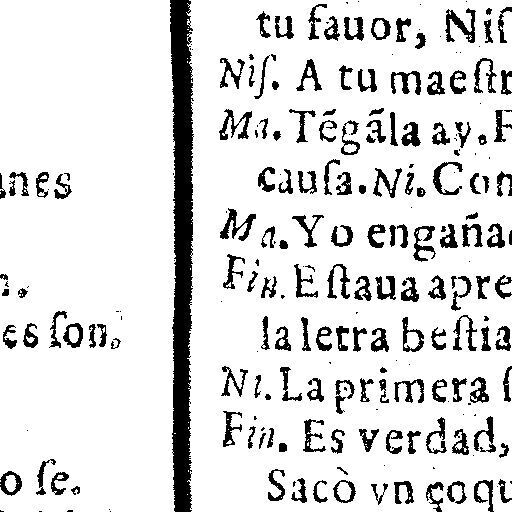 anes
n.
es ſon.
o ſe.
tu fauor, Niſ
Niſ. A tu maeſtr
Ma. Tẽgãla ay. F
cauſa. Ni. Con
Ma. Yo engaña
Fin. Eſtaua apre
la letra beſtia
Ni. La primera ſ
Fin. Es verdad,
Sacò vn çoqu